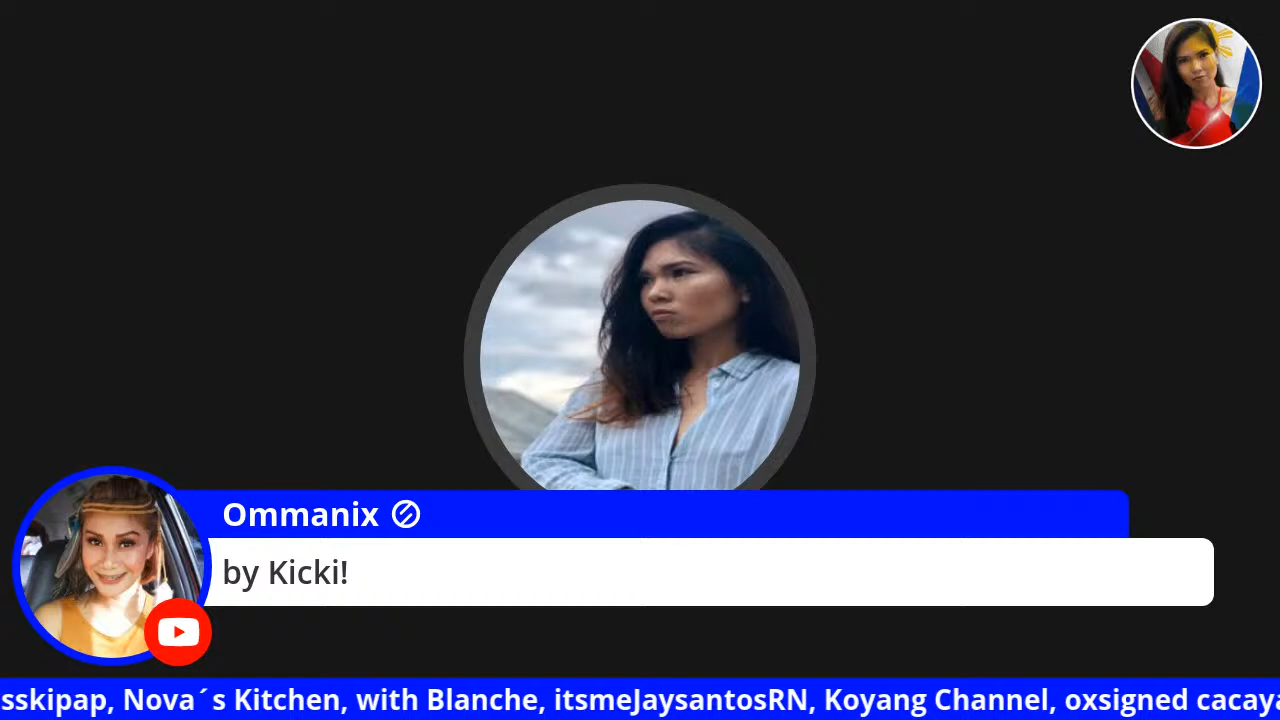 Ommanix
by Kicki!
sskipap, Nova´s Kitchen, with Blanche, itsmeJaysantosRN, Koyang Channel, oxsigned cacaya